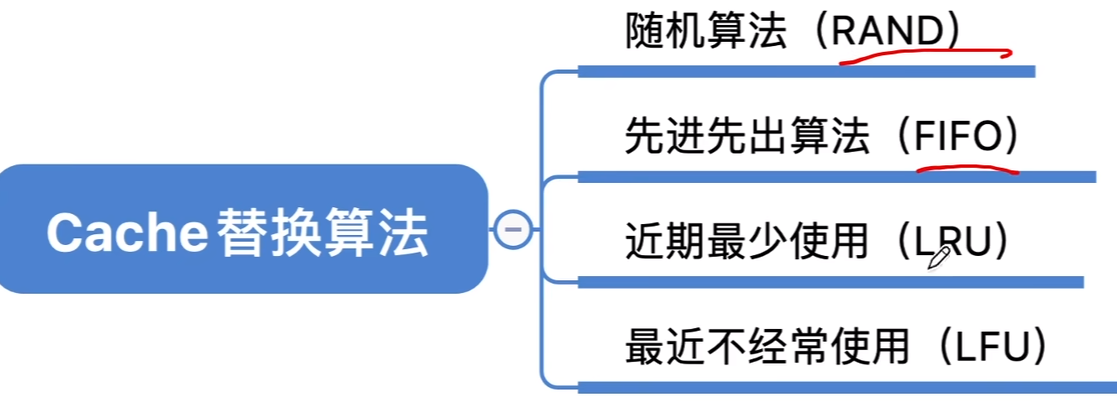 随机算法（RAND）
先进先出算法（FIFO）
Cache替换算法
近期最少使用（LRU）
最近不经常使用（LFU）